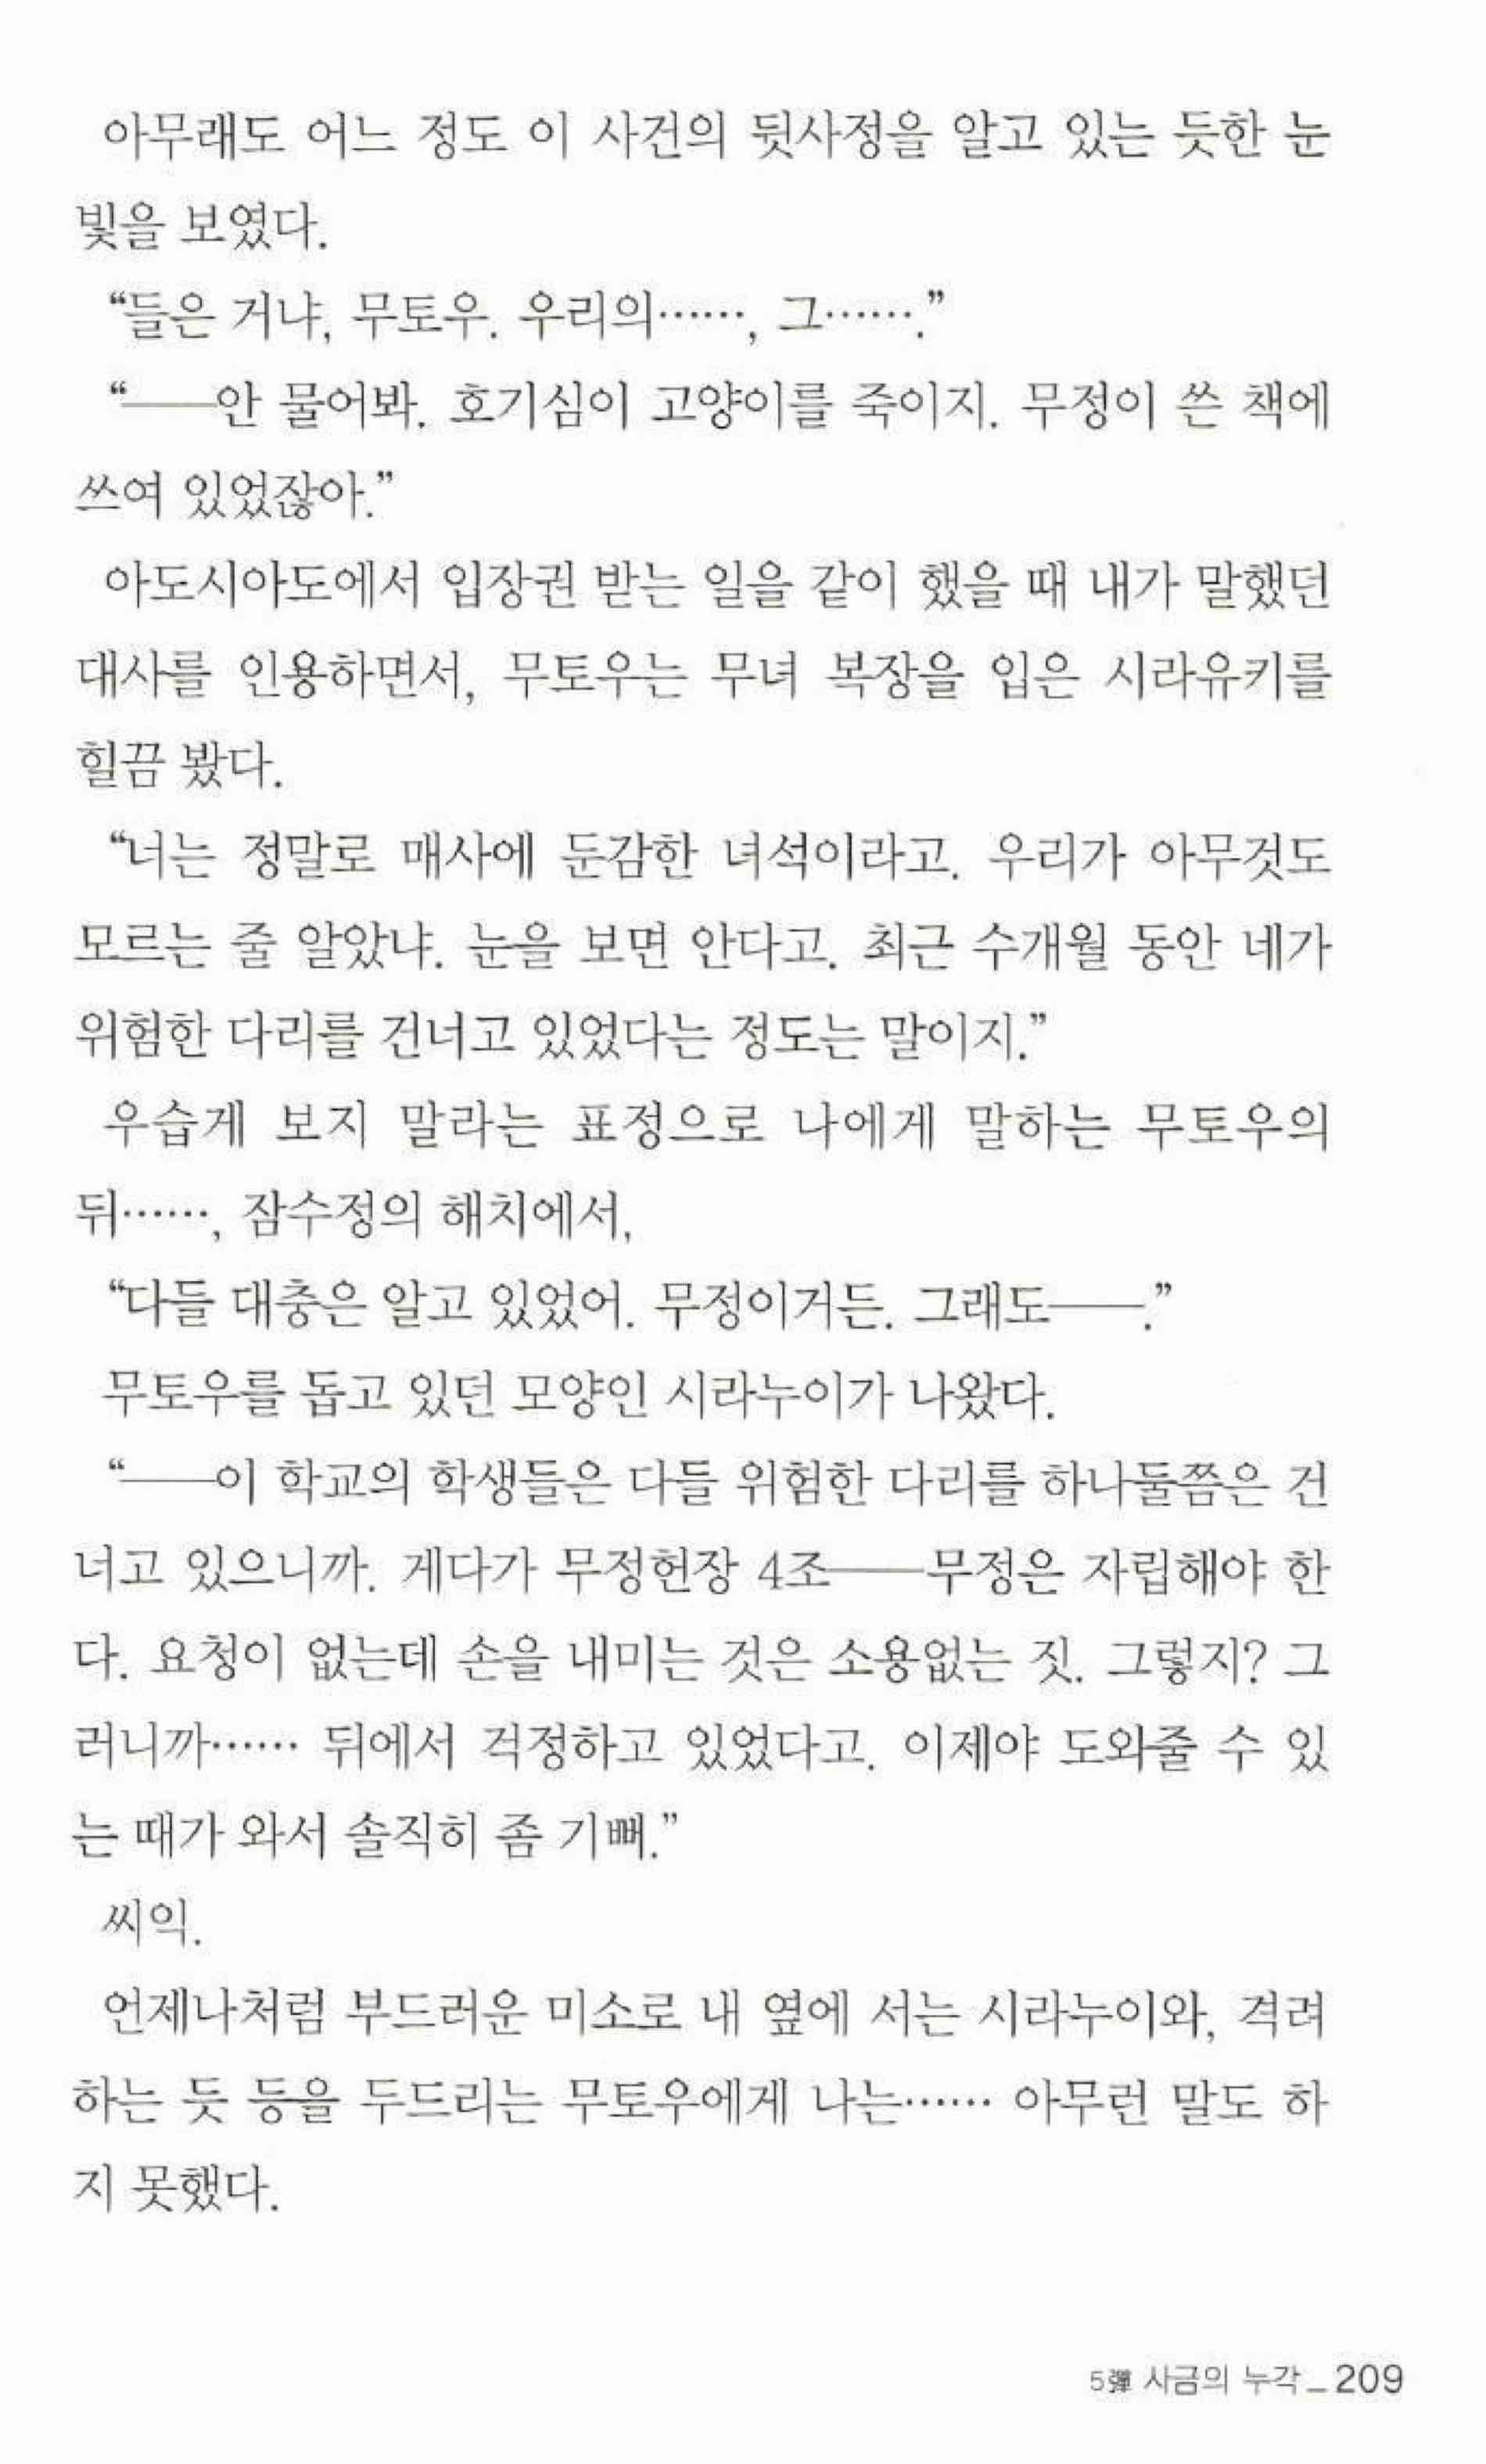 아무래도 어느 정도 이 사건의 뒷사정을 알고 있는 듯한 눈
빛을 보였다.
“들은 거냐, 무토우. 우리의……, 그…….”
“――안 물어봐. 호기심이 고양이를 죽이지. 무정이 쓴 책에
쓰여 있었잖아.”
아도시아도에서 입장권 받는 일을 같이 했을 때 내가 말했던
대사를 인용하면서, 무토우는 무녀 복장을 입은 시라유키를
힐끔 봤다.
“너는 정말로 매사에 둔감한 녀석이라고. 우리가 아무것도
모르는 줄 알았냐. 눈을 보면 안다고. 최근 수개월 동안 네가
위험한 다리를 건너고 있었다는 정도는 말이지.”
우습게 보지 말라는 표정으로 나에게 말하는 무토우의
뒤……, 잠수정의 해치에서,
“다들 대충은 알고 있었어. 무정이거든. 그래도――.”
무토우를 돕고 있던 모양인 시라누이가 나왔다.
“――이 학교의 학생들은 다들 위험한 다리를 하나둘쯤은 건
너고 있으니까. 게다가 무정헌장 4조――무정은 자립해야 한
다. 요청이 없는데 손을 내미는 것은 소용없는 짓. 그렇지? 그
러니까…… 뒤에서 걱정하고 있었다고. 이제야 도와줄 수 있
는 때가 와서 솔직히 좀 기뻐.”
씨익.
언제나처럼 부드러운 미소로 내 옆에 서는 시라누이와, 격려
하는 듯 등을 두드리는 무토우에게 나는…… 아무런 말도 하
지 못했다.
5彈 사금의 누각_209